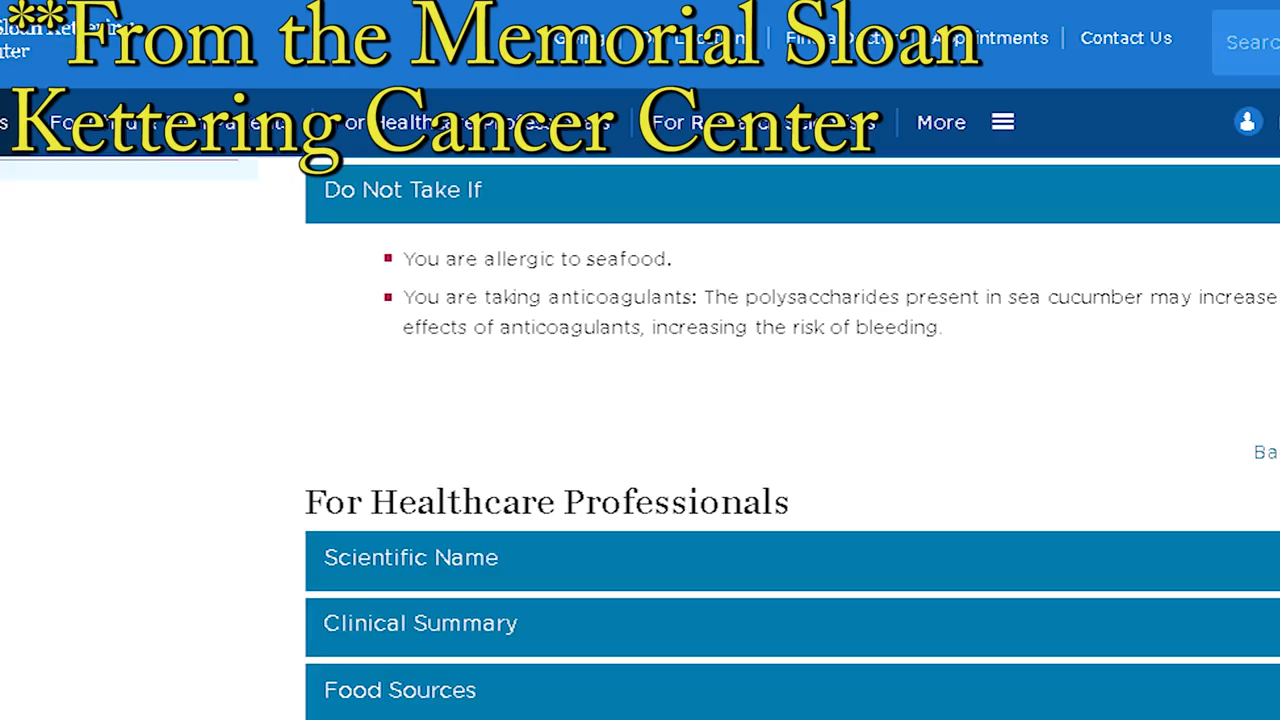 **From the Memorial Sloan
Kettering Cancer Center
Contact Us
More
Do Not Take If
You are allergic to seafood.
You are taking anticoagulants: The polysaccharides present in sea cucumber may increase
effects of anticoagulants, increasing the risk of bleeding.
Ba
For Healthcare Professionals
Scientific Name
Clinical Summary
Food Sources